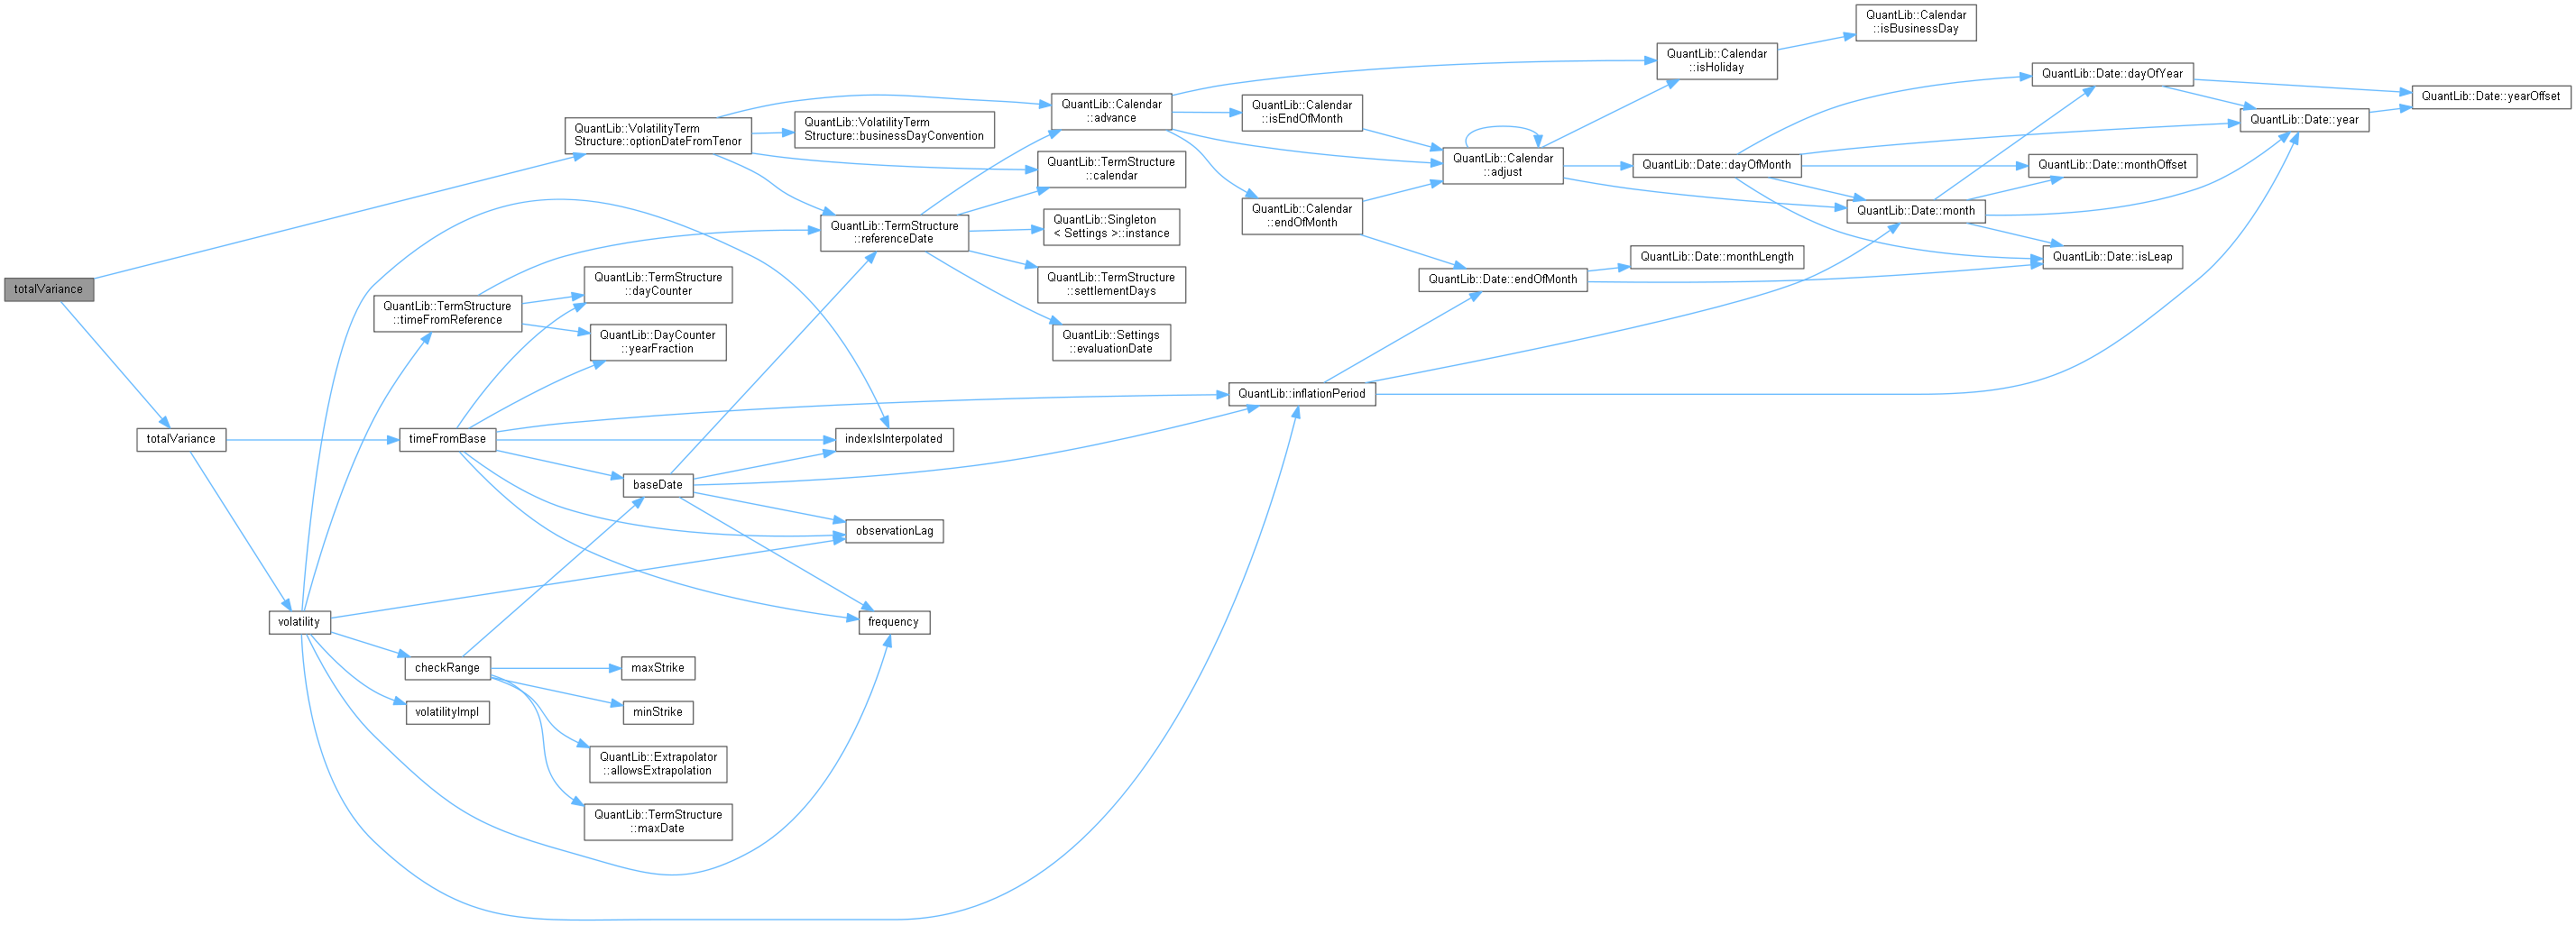 totalVariance
QuantLib::VolatilityTerm
Structure::optionDateFromTenor
QuantLib::Calendar
::advance
QuantLib::Calendar
::isHoliday
QuantLib::Calendar
::isBusinessDay
QuantLib::Calendar
::adjust
QuantLib::Date::dayOfMonth
QuantLib::Date::month
QuantLib::Date::dayOfYear
QuantLib::Date::year
QuantLib::Date::yearOffset
QuantLib::Date::isLeap
QuantLib::Date::monthOffset
QuantLib::Calendar
::endOfMonth
QuantLib::Date::endOfMonth
QuantLib::Date::monthLength
QuantLib::Calendar
::isEndOfMonth
QuantLib::VolatilityTerm
Structure::businessDayConvention
QuantLib::TermStructure
::calendar
QuantLib::TermStructure
::referenceDate
QuantLib::Singleton
< Settings >::instance
QuantLib::TermStructure
::settlementDays
QuantLib::Settings
::evaluationDate
totalVariance
timeFromBase
QuantLib::TermStructure
::timeFromReference
QuantLib::TermStructure
::dayCounter
QuantLib::DayCounter
::yearFraction
QuantLib::inflationPeriod
indexIsInterpolated
baseDate
observationLag
frequency
volatility
checkRange
maxStrike
minStrike
QuantLib::Extrapolator
::allowsExtrapolation
QuantLib::TermStructure
::maxDate
volatilityImpl